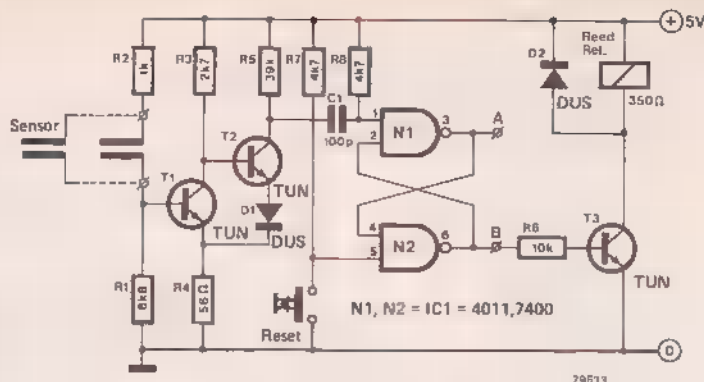 R2
1k
R3
2k7
R5
39k
R7
4k7
R8
4k7
5V
Reed
Rel.
350Ω
D2
DUS
Sensor
C1
100p
1
2
N1
3
A
T1
TUN
T2
TUN
D1
DUS
4
5
N2
6
B
R6
10k
T3
TUN
R1
6k8
R4
56Ω
Reset
N1, N2 = IC1 = 4011,7400
0
79513